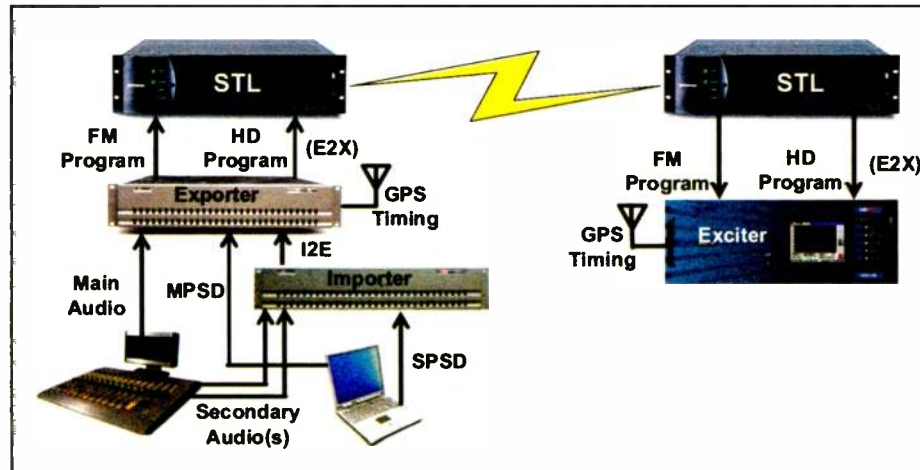 STL
STL
FM
Program
HD
Program
(E2X)
FM
Program
HD
Program
(E2X)
Exporter
GPS
Timing
GPS
Timing
Exciter
I2E
Main
Audio
MPSD
Importer
SPSD
Secondary
Audio(s)